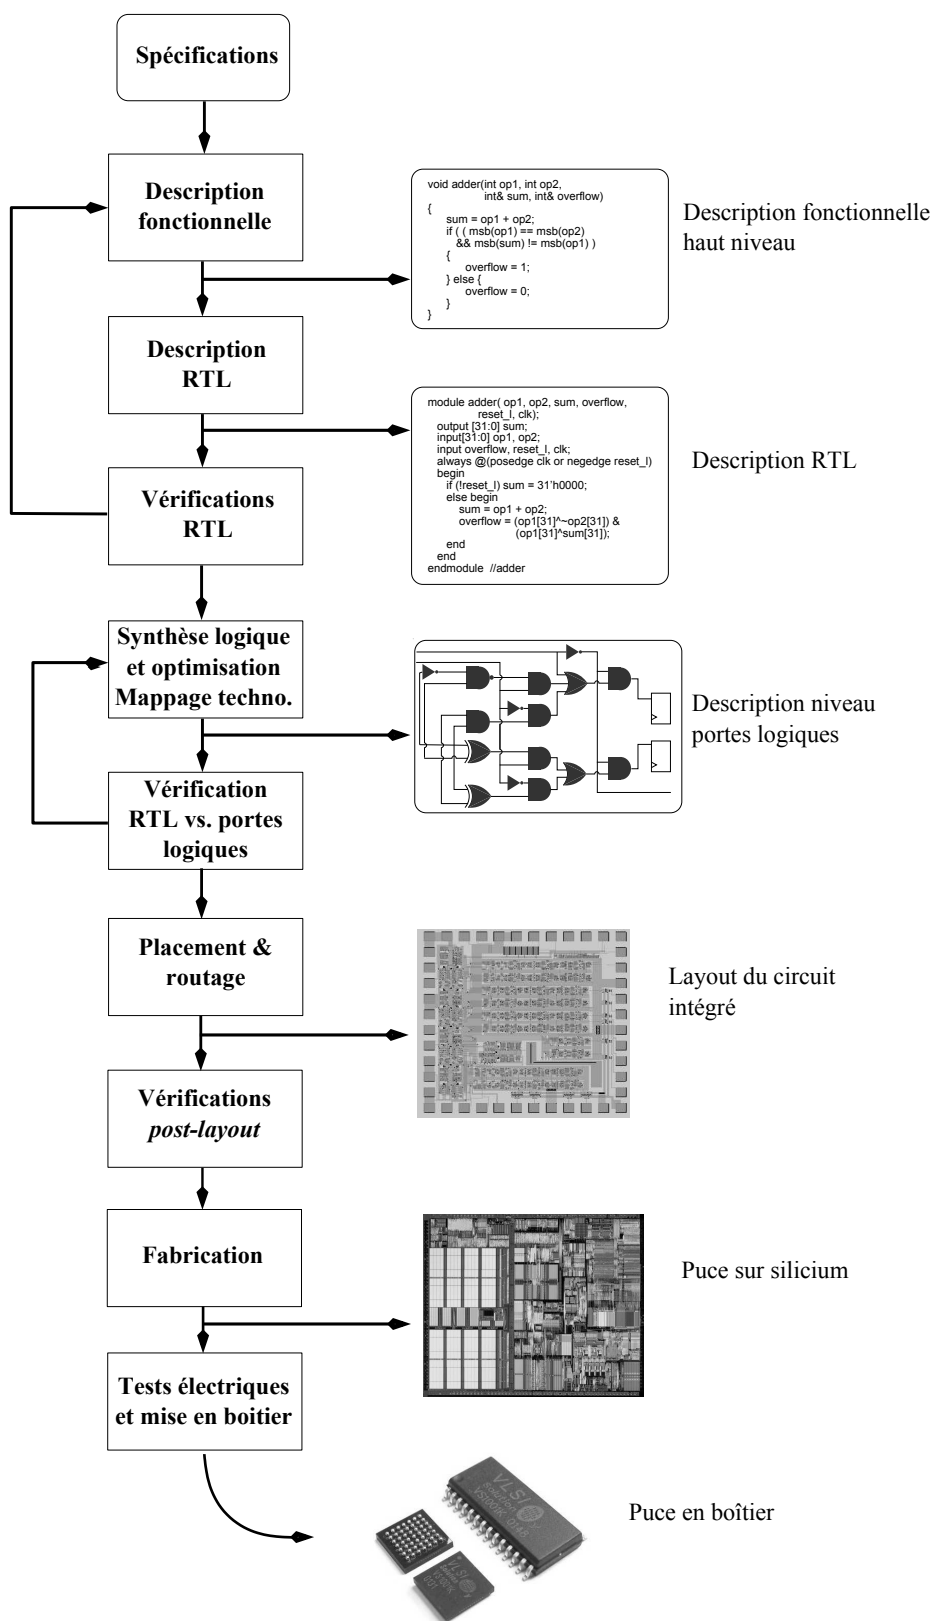 Spécifications
Description
fonctionnelle
void adder(int op1, int op2,
int& sum, int& overflow)
{
sum = op1 + op2;
if ( ( msb(op1) == msb(op2)
&& msb(sum) != msb(op1) )
{
overflow = 1;
} else {
overflow = 0;
}
}
Description fonctionnelle
haut niveau
Description
RTL
module adder( op1, op2, sum, overflow,
reset_l, clk);
output [31:0] sum;
input[31:0] op1, op2;
input overflow, reset_l, clk;
always @(posedge clk or negedge reset_l)
begin
if (!reset_l) sum = 31'h0000;
else begin
sum = op1 + op2;
overflow = (op1[31]^~op2[31]) &
(op1[31]^sum[31]);
end
end
endmodule //adder
Description RTL
Vérifications
RTL
Synthèse logique
et optimisation
Mappage techno.
Description niveau
portes logiques
Vérification
RTL vs. portes
logiques
Placement &
routage
Layout du circuit
intégré
Vérifications
post-layout
Fabrication
Puce sur silicium
Tests électriques
et mise en boitier
Puce en boîtier
VLSI
VLSI